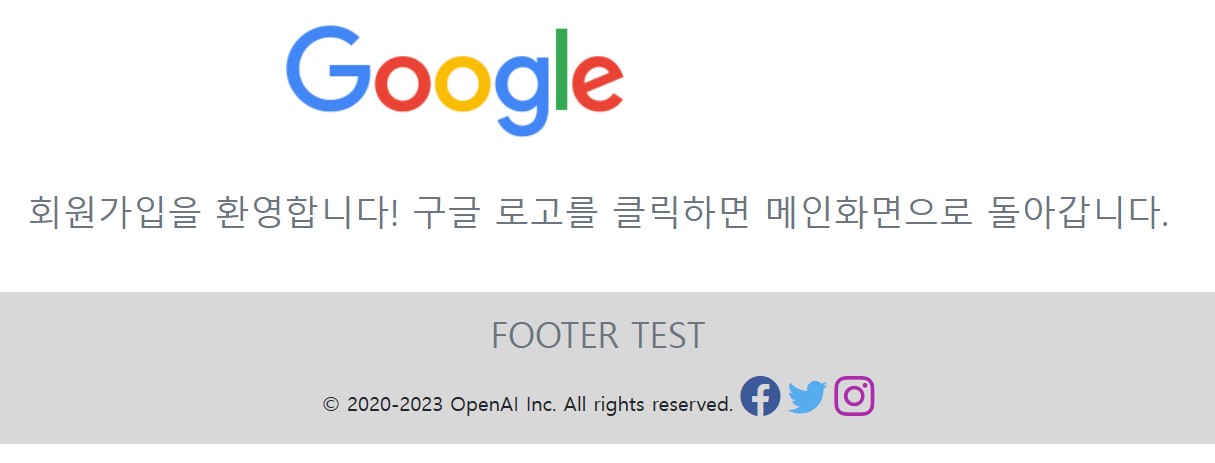 Google
회원가입을 환영합니다! 구글 로고를 클릭하면 메인화면으로 돌아갑니다.
FOOTER TEST
© 2020-2023 OpenAI Inc. All rights reserved.